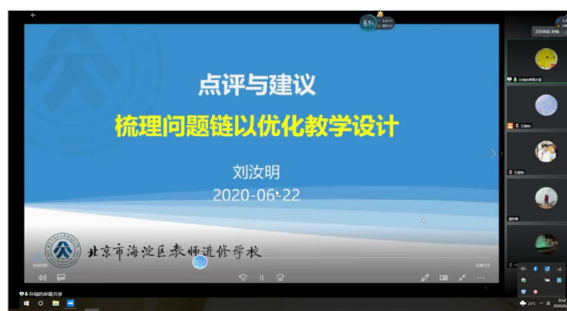 点评与建议
梳理问题链以优化教学设计
刘汝明
2020-06-22
北京市海淀区教师进修学校